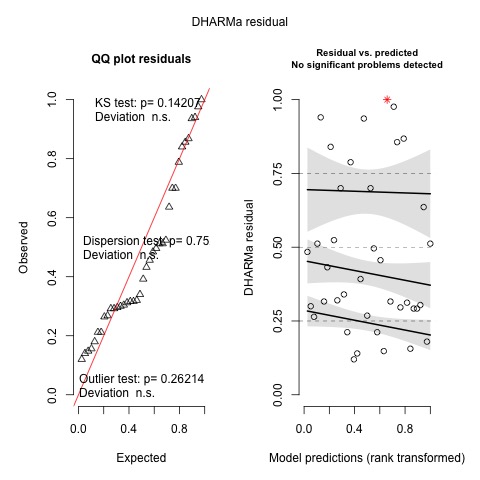 DHARMa residual
QQ plot residuals
Residual vs. predicted
No significant problems detected
KS test: p= 0.14207
Deviation n.s.
Dispersion test: p= 0.75
Deviation n.s.
Outlier test: p= 0.26214
Deviation n.s.
Observed
0.0 0.2 0.4 0.6 0.8 1.0
0.0 0.4 0.8
Expected
DHARMa residual
0.00 0.25 0.50 0.75 1.00
0.0 0.4 0.8
Model predictions (rank transformed)